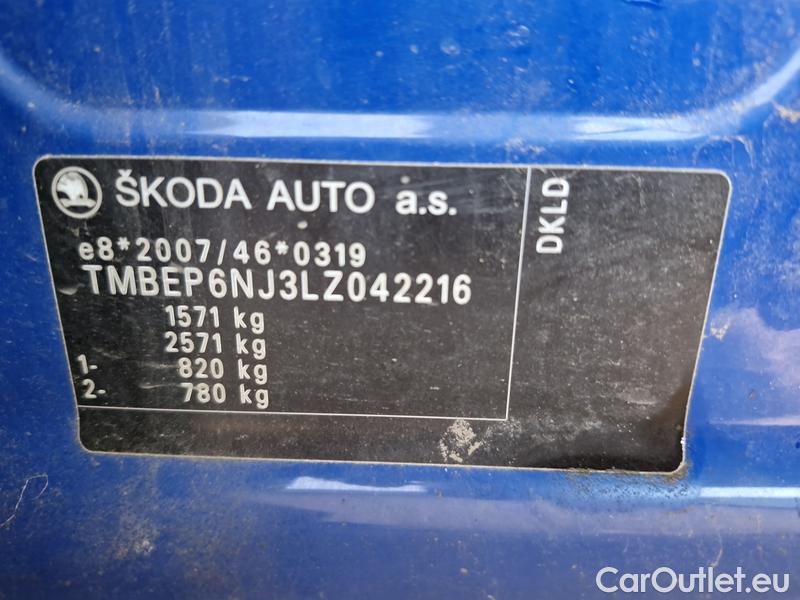 ŠKODA AUTO a.s.
e8*2007/46*0319
TMBEP6NJ3LZ042216
1571 kg
2571 kg
1- 820 kg
2- 780 kg
DKLD
CarOutlet.eu